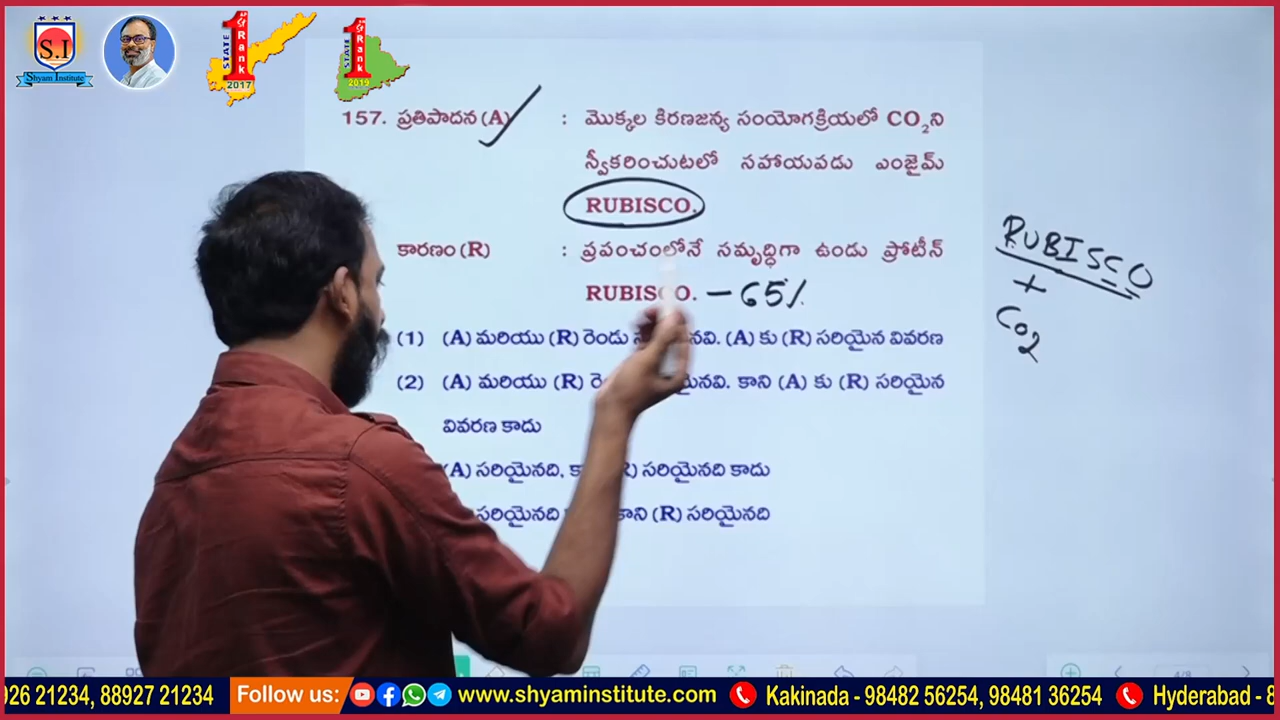 S.I
Shyam Institute
STATE
1
Rank
2017
STATE
1
Rank
2019
157. ప్రతిపాదన (A) : మొక్కల కిరణజన్య సంయోగక్రియలో CO2ని
స్వీకరించుటలో సహాయవడు ఎంజైమ్
RUBISCO.
కారణం (R) : ప్రపంచంలోనే సమృద్ధిగా ఉండు ప్రోటీన్
RUBISCO. - 65%
RUBISCO
+
CO2
(1) (A) మరియు (R) రెండు (A) కు (R) సరియైన వివరణ
(2) (A) మరియు (R) కాని (A) కు (R) సరియైన
వివరణ కాదు
(A) సరియైనది, సరియైనది కాదు
సరియైనది కాని (R) సరియైనది
926 21234, 88927 21234 Follow us: www.shyaminstitute.com Kakinada - 98482 56254, 98481 36254 Hyderabad - 8